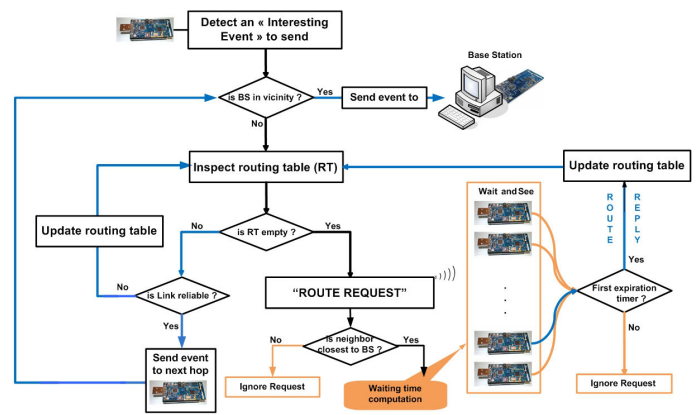 Detect an « Interesting
Event » to send
Base Station
is BS in vicinity ?
Yes
Send event to
No
Inspect routing table (RT)
Update routing table
Wait and See
ROUTE
REPLY
Update routing table
No
is RT empty ?
Yes
is Link reliable ?
No
"ROUTE REQUEST"
First expiration
timer ?
Yes
No
Yes
Send event
to next hop
is neighbor
closest to BS ?
No
Yes
Ignore Request
Waiting time
computation
Ignore Request